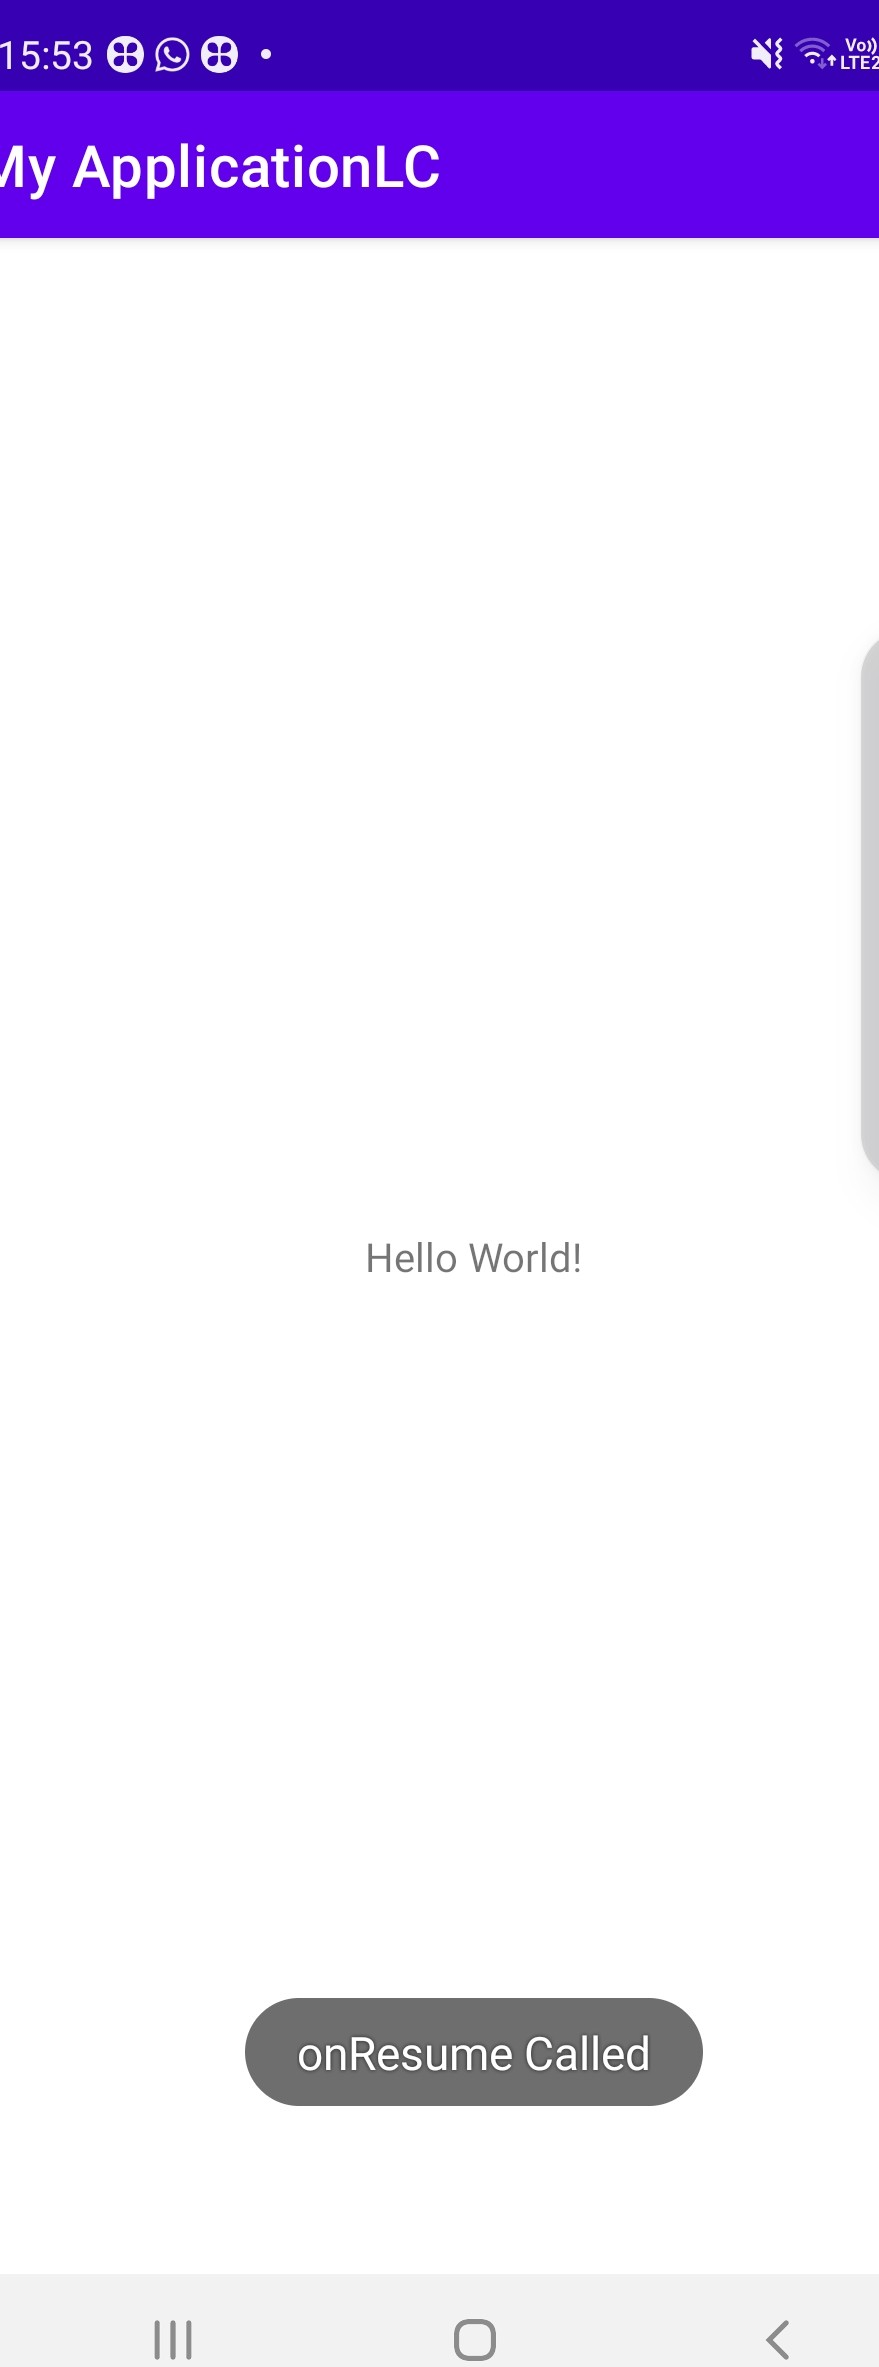 15:53
Vo))
LTE2
My ApplicationLC
Hello World!
onResume Called